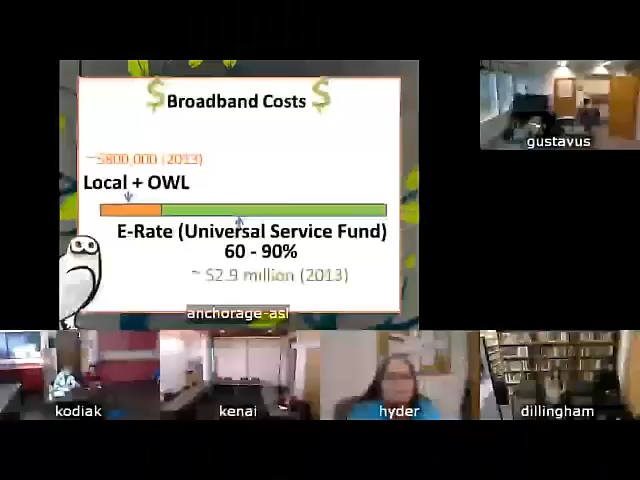 $ Broadband Costs $
~$800,000 (2013)
Local + OWL
E-Rate (Universal Service Fund)
60 - 90%
~ $2.9 million (2013)
anchorage-asl
gustavus
kodiak
kenai
hyder
dillingham